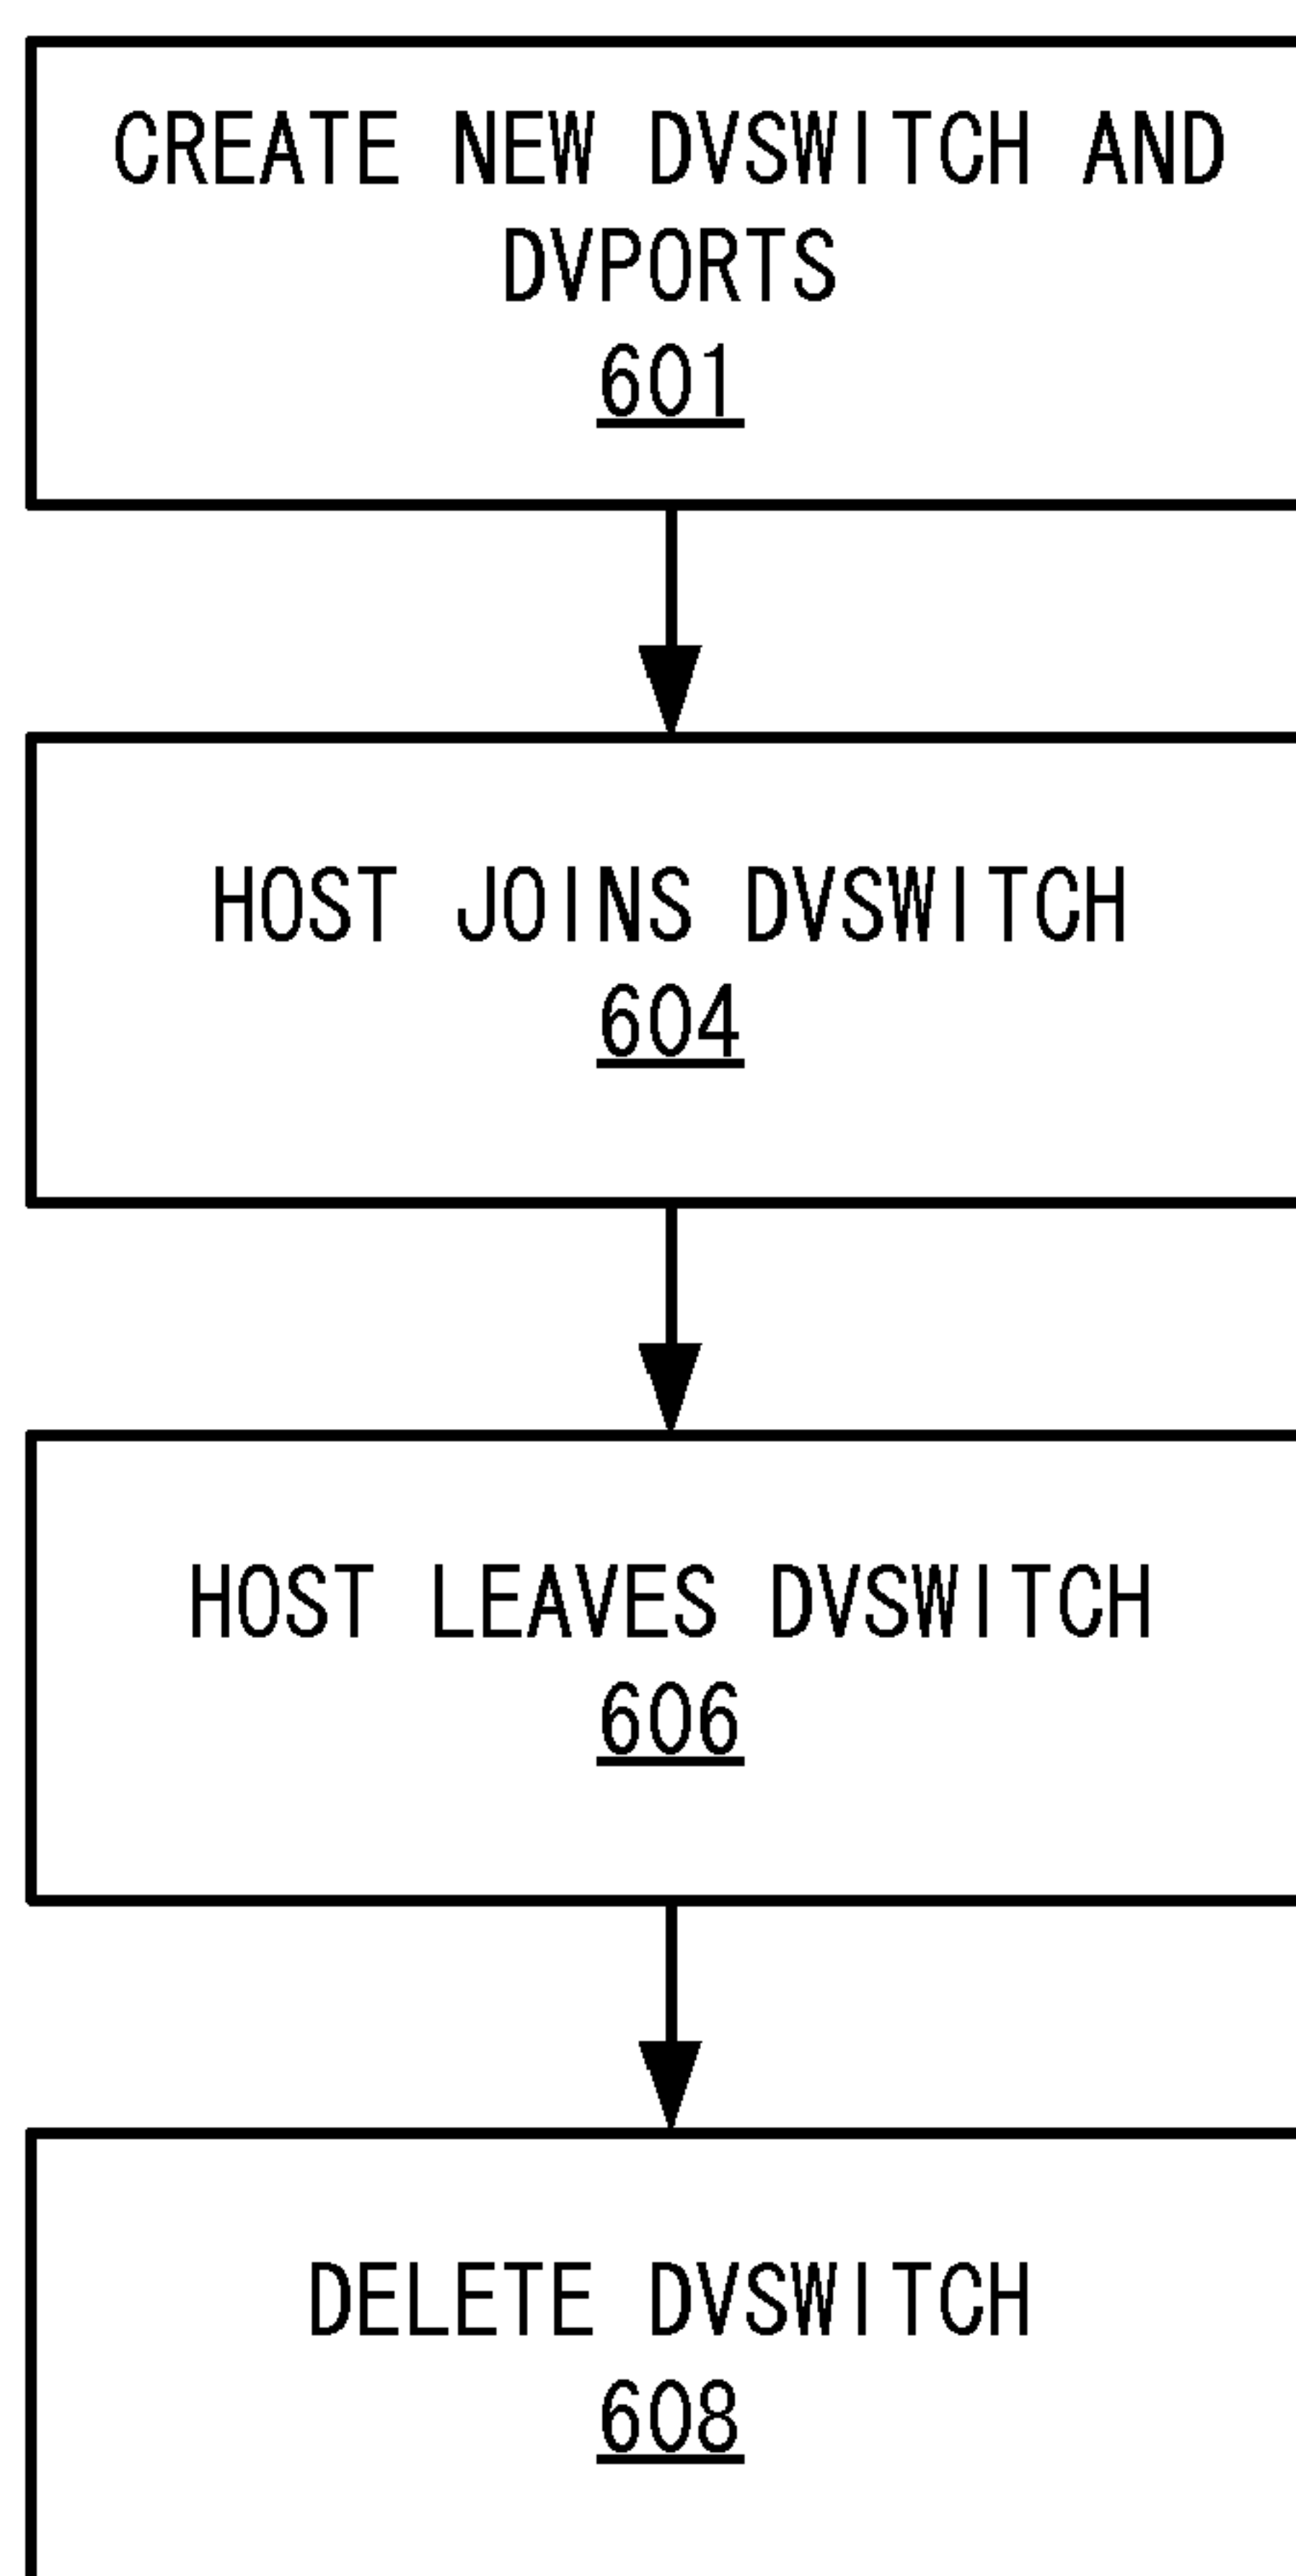 CREATE NEW DVSWITCH AND
DVPORTS
601
HOST JOINS DVSWITCH
604
HOST LEAVES DVSWITCH
606
DELETE DVSWITCH
608